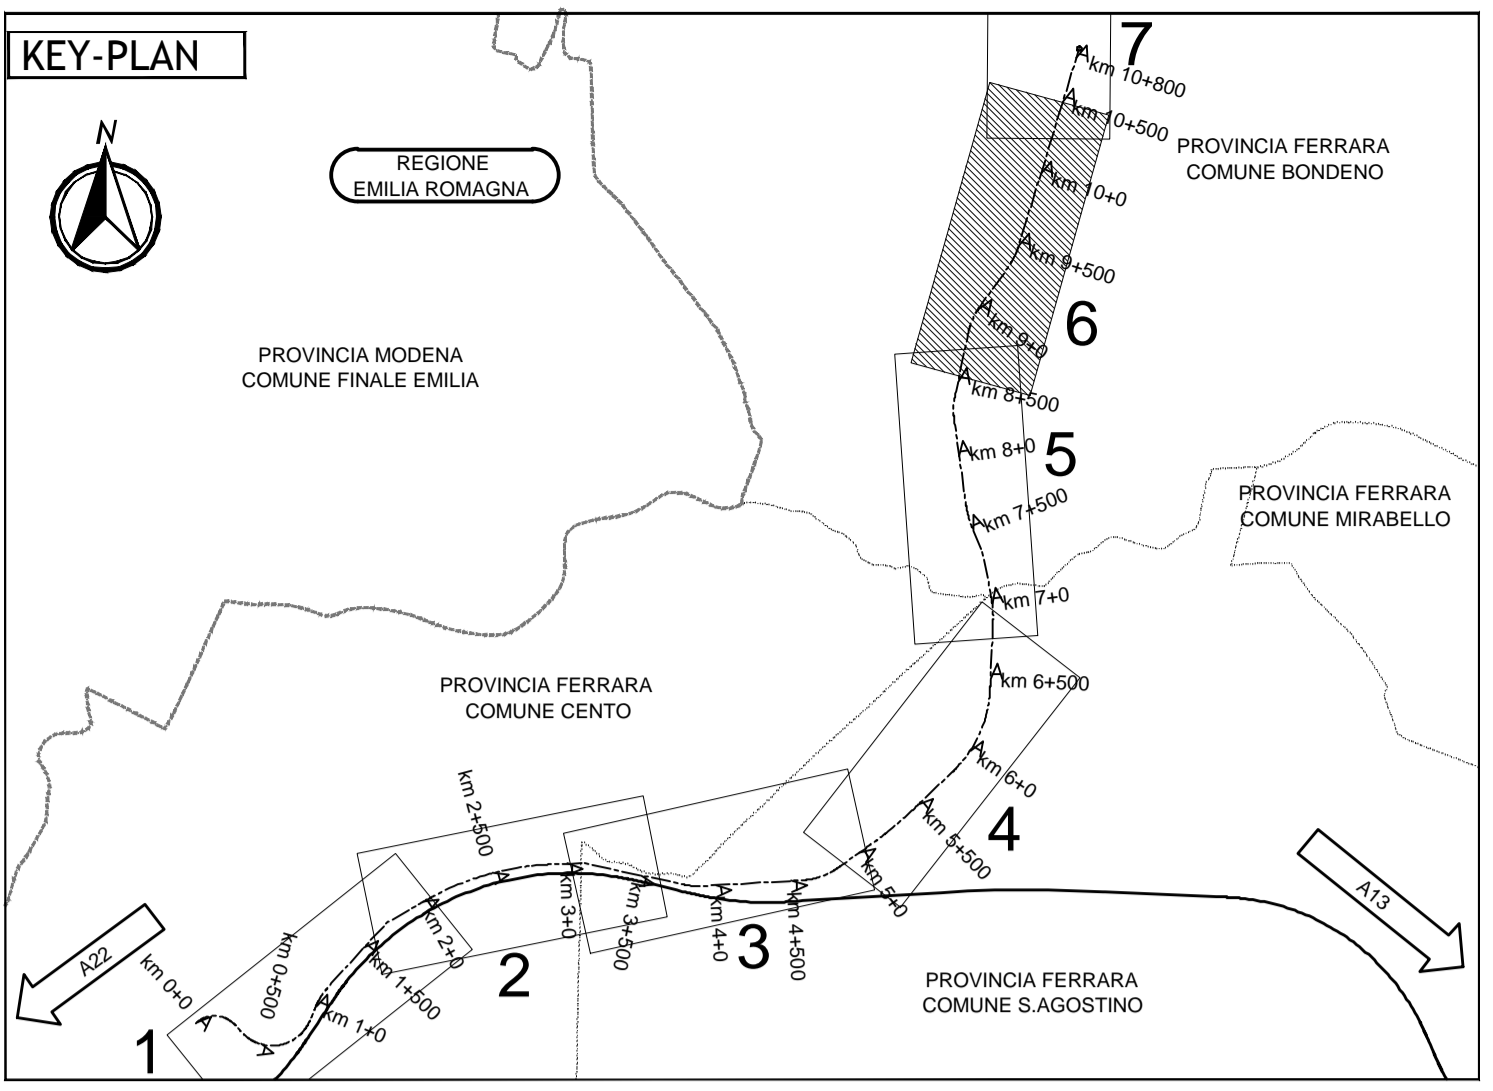 KEY-PLAN
N
REGIONE
EMILIA ROMAGNA
7
km 10+800
km 10+500
PROVINCIA FERRARA
COMUNE BONDENO
km 10+0
km 9+500
6
km 9+0
PROVINCIA MODENA
COMUNE FINALE EMILIA
km 8+500
km 8+0
5
km 7+500
PROVINCIA FERRARA
COMUNE MIRABELLO
km 7+0
km 6+500
PROVINCIA FERRARA
COMUNE CENTO
km 6+0
km 5+500
4
km 5+0
km 2+500
km 3+0
km 3+500
km 4+0
km 4+500
3
2
km 2+0
km 1+500
km 1+0
km 0+500
km 0+0
1
A22
A13
PROVINCIA FERRARA
COMUNE S.AGOSTINO